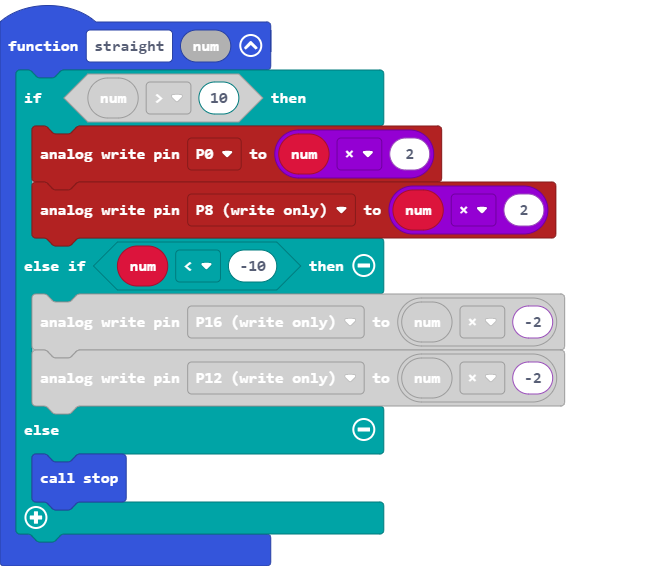 function straight num
if num > 10 then
analog write pin P0 to num × 2
analog write pin P8 (write only) to num × 2
else if num < -10 then
analog write pin P16 (write only) to num × -2
analog write pin P12 (write only) to num × -2
else
call stop